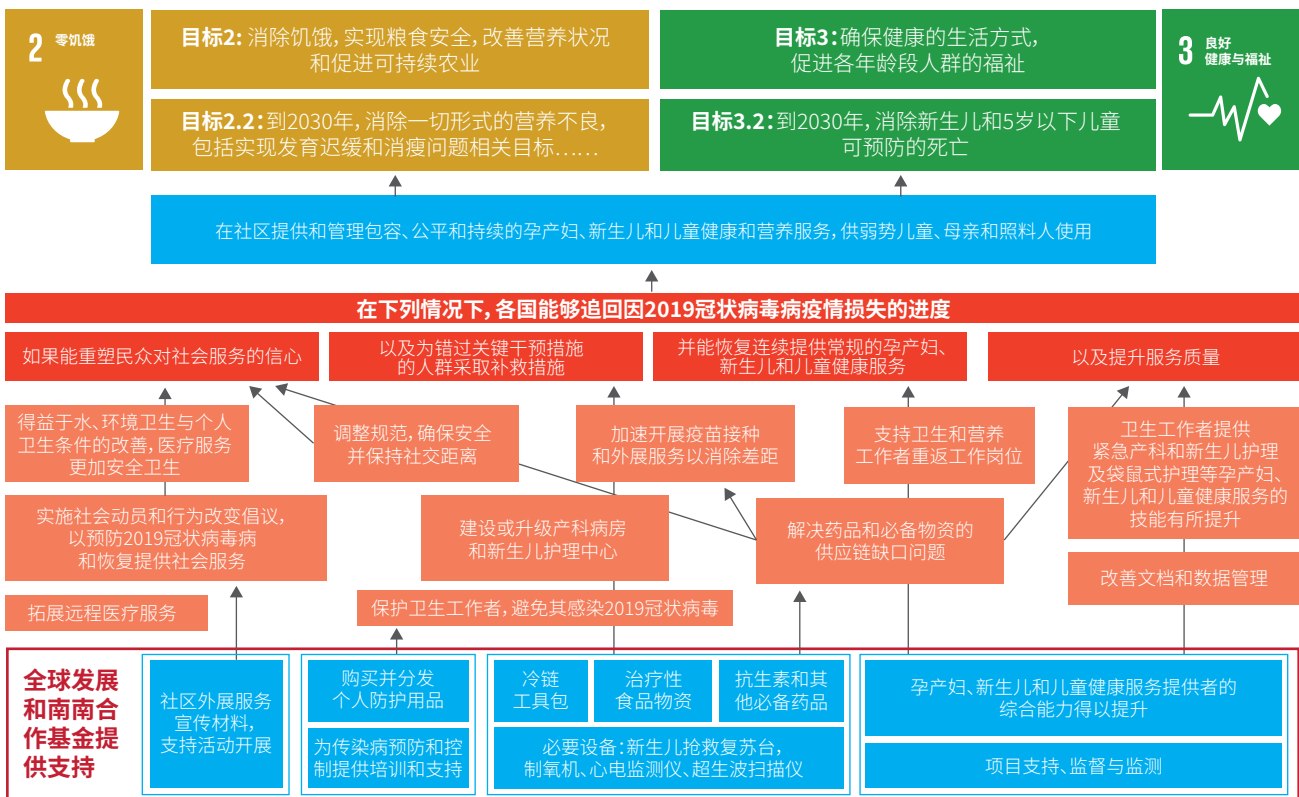 2 零饥饿
目标2：消除饥饿，实现粮食安全，改善营养状况
和促进可持续农业
目标3：确保健康的生活方式，
促进各年龄段人群的福祉
3 良好
健康与福祉
目标2.2：到2030年，消除一切形式的营养不良，
包括实现发育迟缓和消瘦问题相关目标……
目标3.2：到2030年，消除新生儿和5岁以下儿童
可预防的死亡
在社区提供和管理包容、公平和持续的孕产妇、新生儿和儿童健康和营养服务，供弱势儿童、母亲和照料人使用
在下列情况下，各国能够追回因2019冠状病毒病疫情损失的进度
如果能重塑民众对社会服务的信心
以及为错过关键干预措施
的人群采取补救措施
并能恢复连续提供常规的孕产妇、
新生儿和儿童健康服务
以及提升服务质量
得益于水、环境卫生与个人
卫生条件的改善，医疗服务
更加安全卫生
调整规范，确保安全
并保持社交距离
加速开展疫苗接种
和外展服务以消除差距
支持卫生和营养
工作者重返工作岗位
卫生工作者提供
紧急产科和新生儿护理
及袋鼠式护理等孕产妇、
新生儿和儿童健康服务的
技能有所提升
实施社会动员和行为改变倡议，
以预防2019冠状病毒病
和恢复提供社会服务
建设或升级产科病房
和新生儿护理中心
解决药品和必备物资的
供应链缺口问题
改善文档和数据管理
拓展远程医疗服务
保护卫生工作者，避免其感染2019冠状病毒
全球发展
和南南合
作基金提
供支持
社区外展服务
宣传材料，
支持活动开展
购买并分发
个人防护用品
为传染病预防和控
制提供培训和支持
冷链
工具包
治疗性
食品物资
抗生素和其
他必备药品
必要设备：新生儿抢救复苏台，
制氧机、心电监测仪、超生波扫描仪
孕产妇、新生儿和儿童健康服务提供者的
综合能力得以提升
项目支持、监督与监测